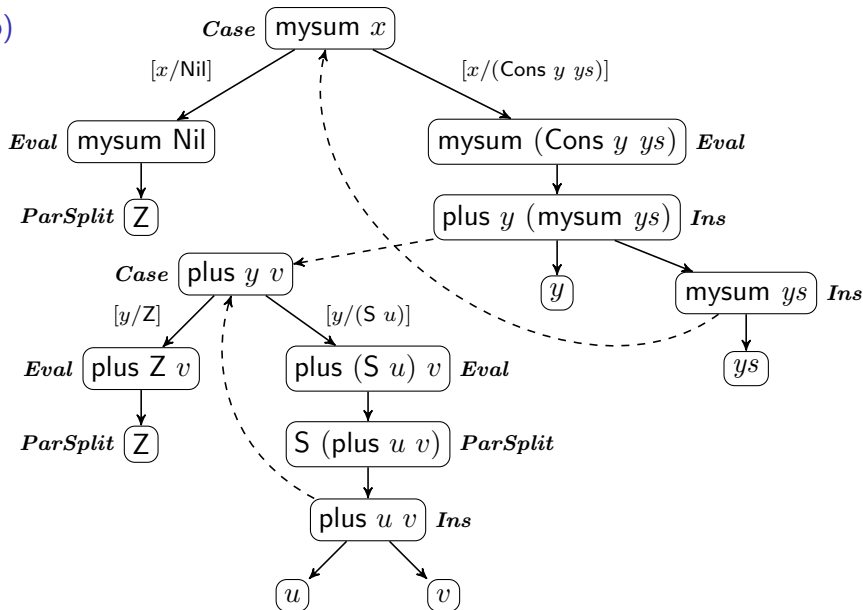 )
Case mysum x
[x/Nil] [x/(Cons y ys)]
Eval mysum Nil mysum (Cons y ys) Eval
ParSplit Z plus y (mysum ys) Ins
Case plus y v y mysum ys Ins
[y/Z] [y/(S u)]
Eval plus Z v plus (S u) v Eval ys
ParSplit Z S (plus u v) ParSplit
plus u v Ins
u v